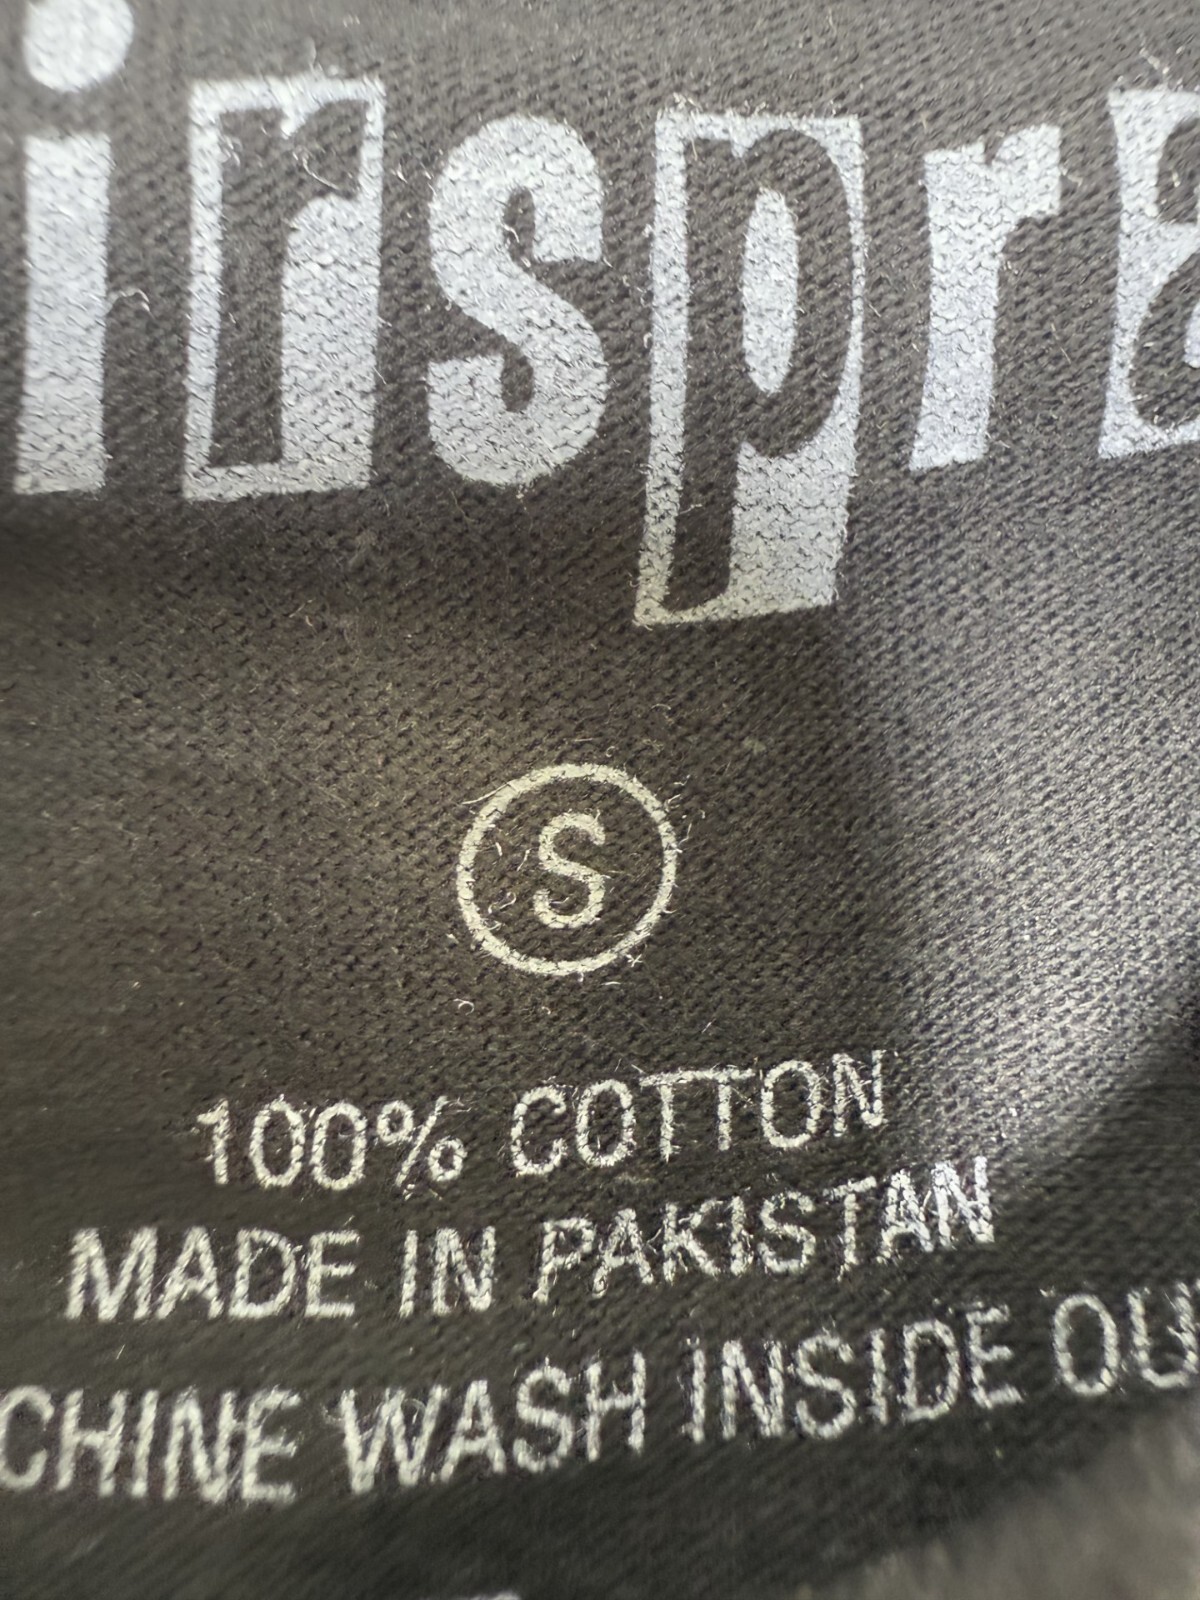 irspra
S
100% COTTON
MADE IN PAKISTAN
CHINE WASH INSIDE OU